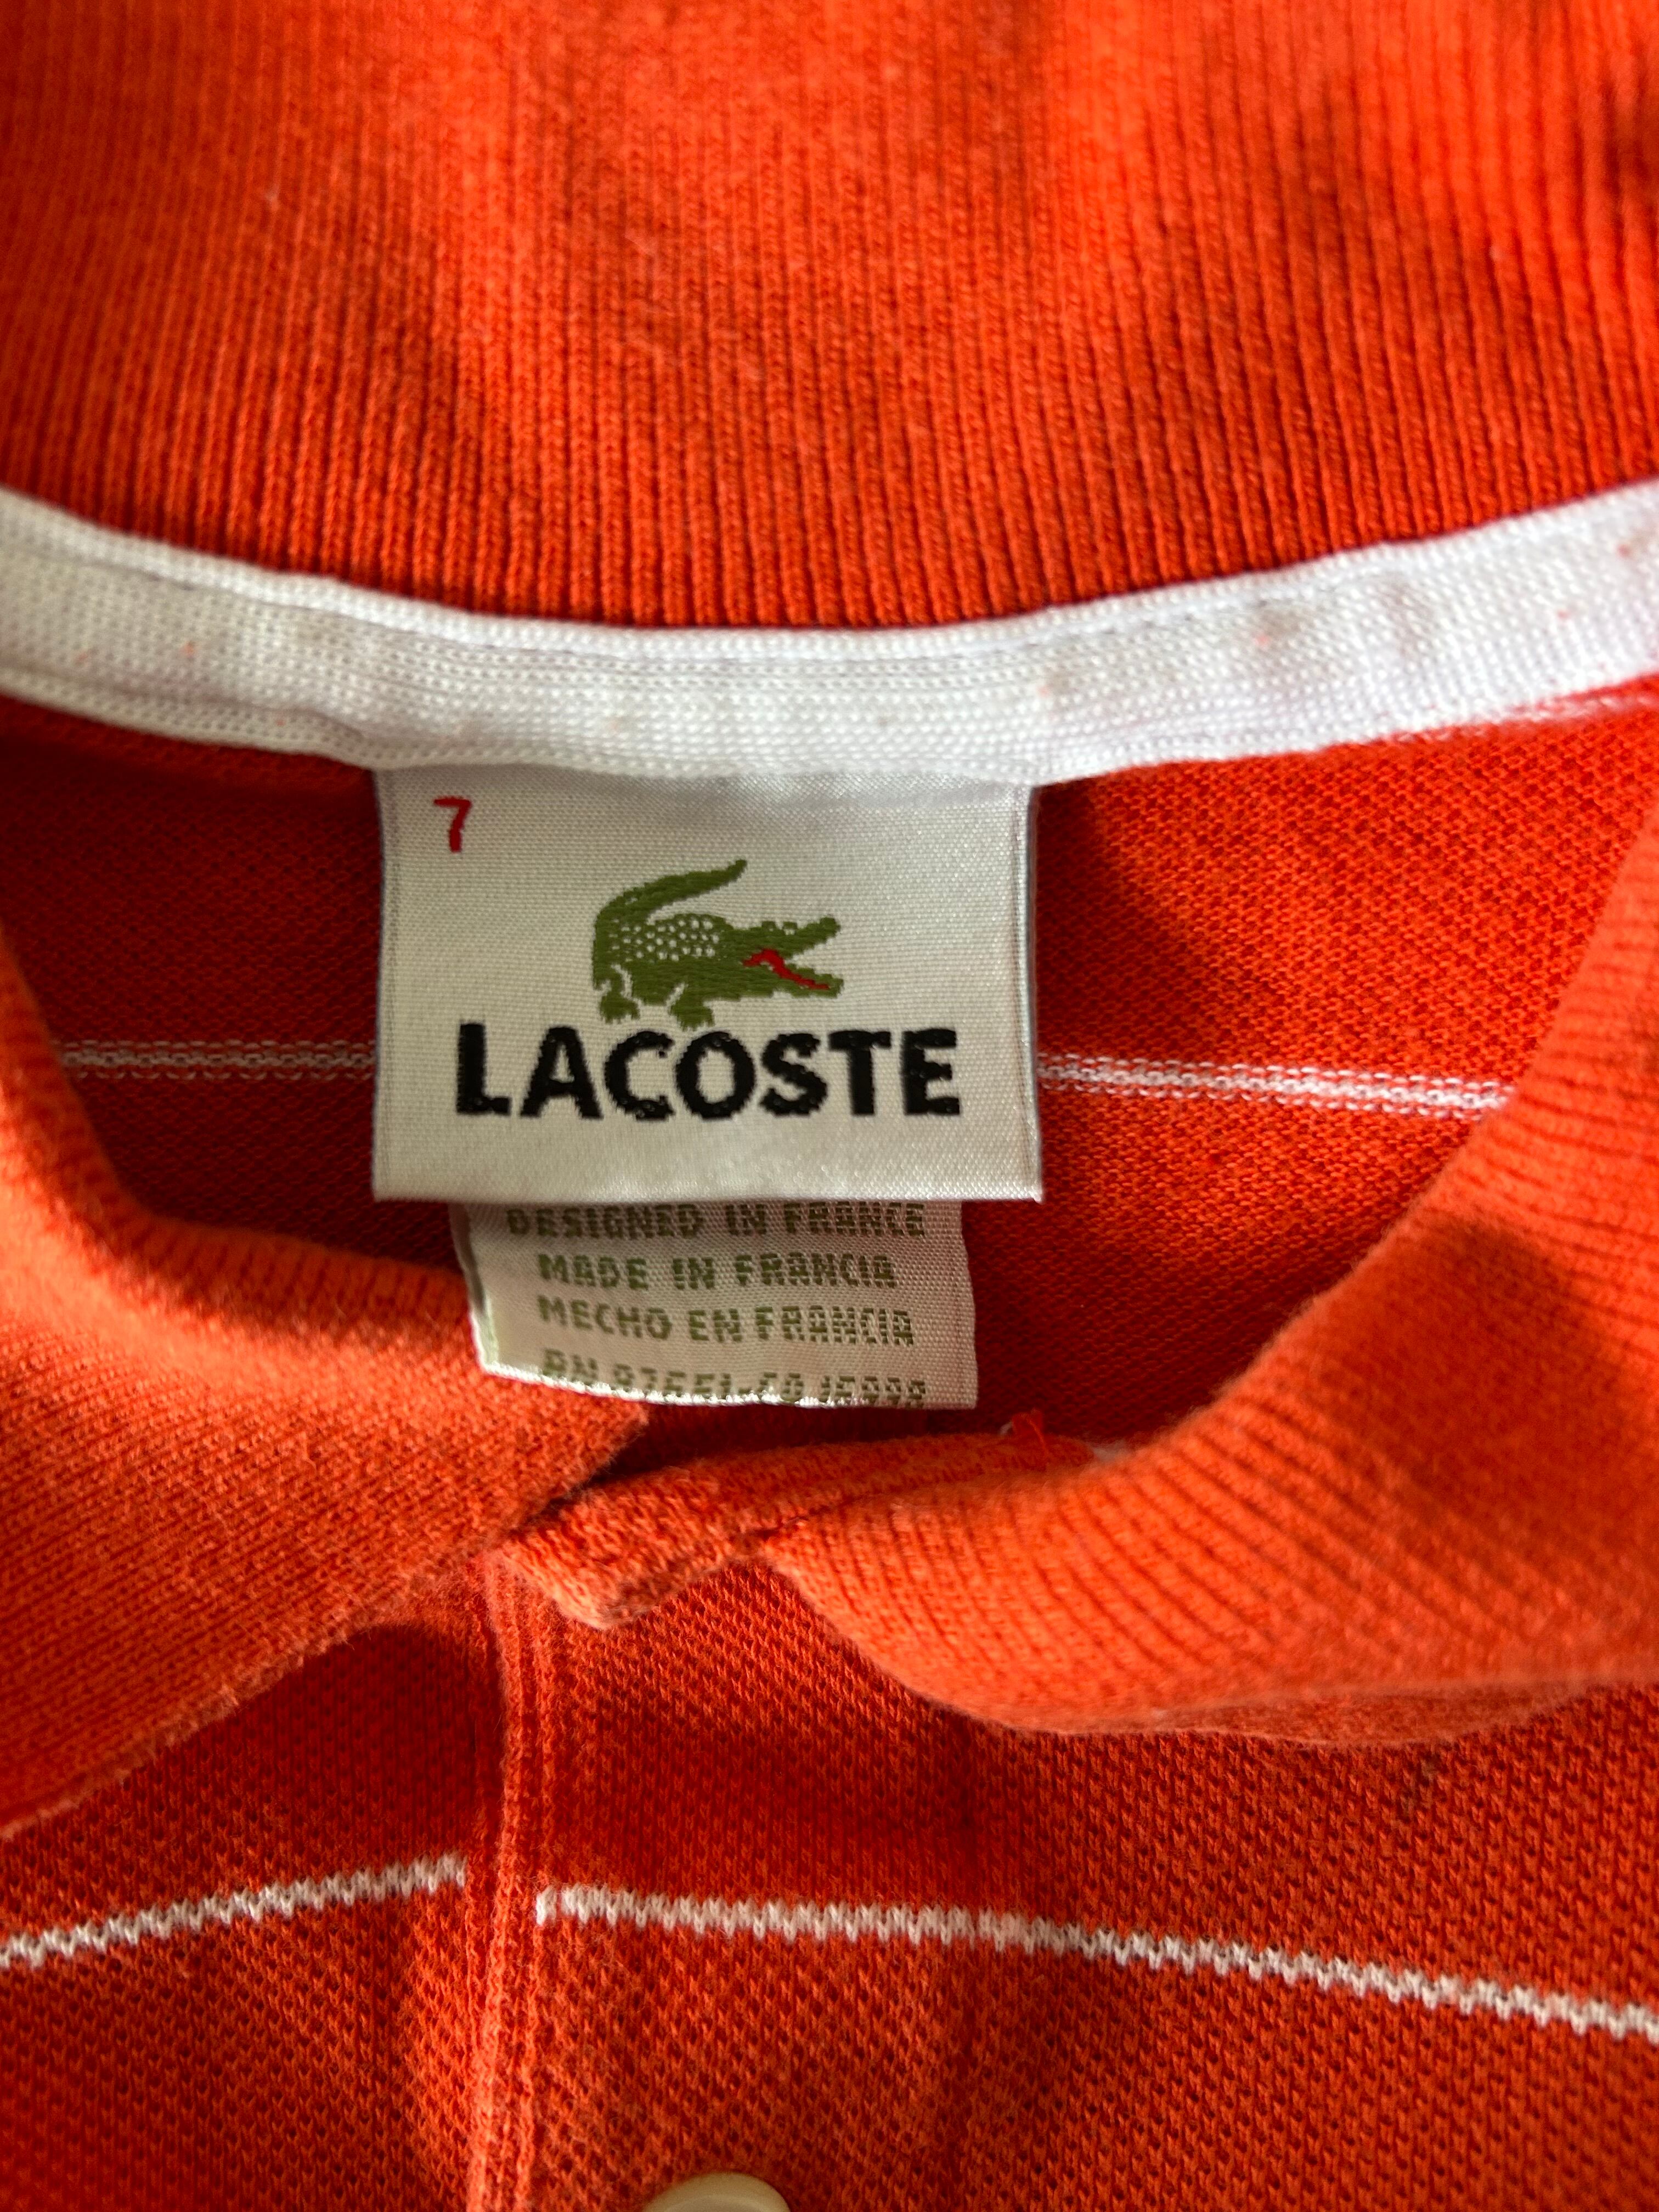 7
LACOSTE
DESIGNED IN FRANCE
MADE IN FRANCIA
MECHO EN FRANCIA